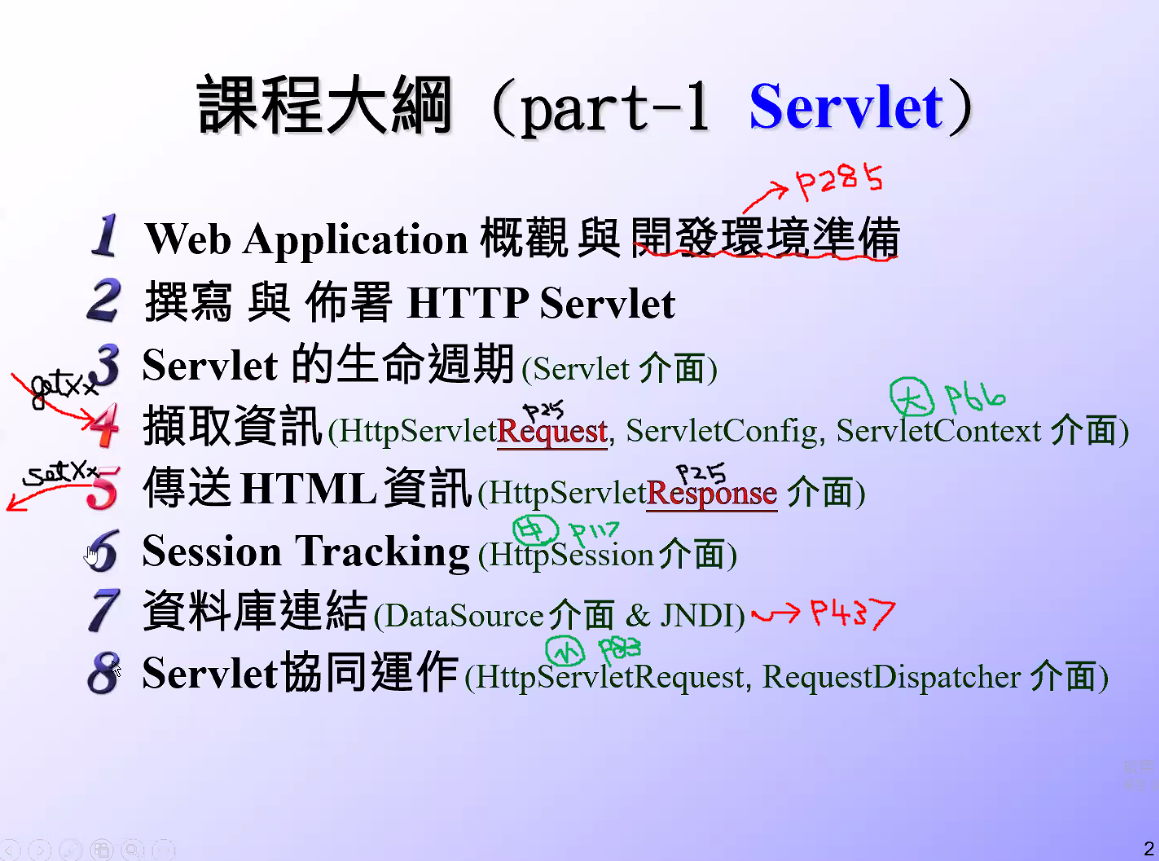 課程大綱 (part-1 Servlet)
→ P285
1 Web Application 概觀 與 開發環境準備
2 撰寫 與 佈署 HTTP Servlet
3 Servlet 的生命週期 (Servlet 介面)
getXx
P25
大 P66
4 擷取資訊 (HttpServletRequest, ServletConfig, ServletContext 介面)
setXx
P25
5 傳送 HTML 資訊 (HttpServletResponse 介面)
中 P117
6 Session Tracking (HttpSession 介面)
7 資料庫連結 (DataSource 介面 & JNDI) → P437
小 P83
8 Servlet協同運作 (HttpServletRequest, RequestDispatcher 介面)
2